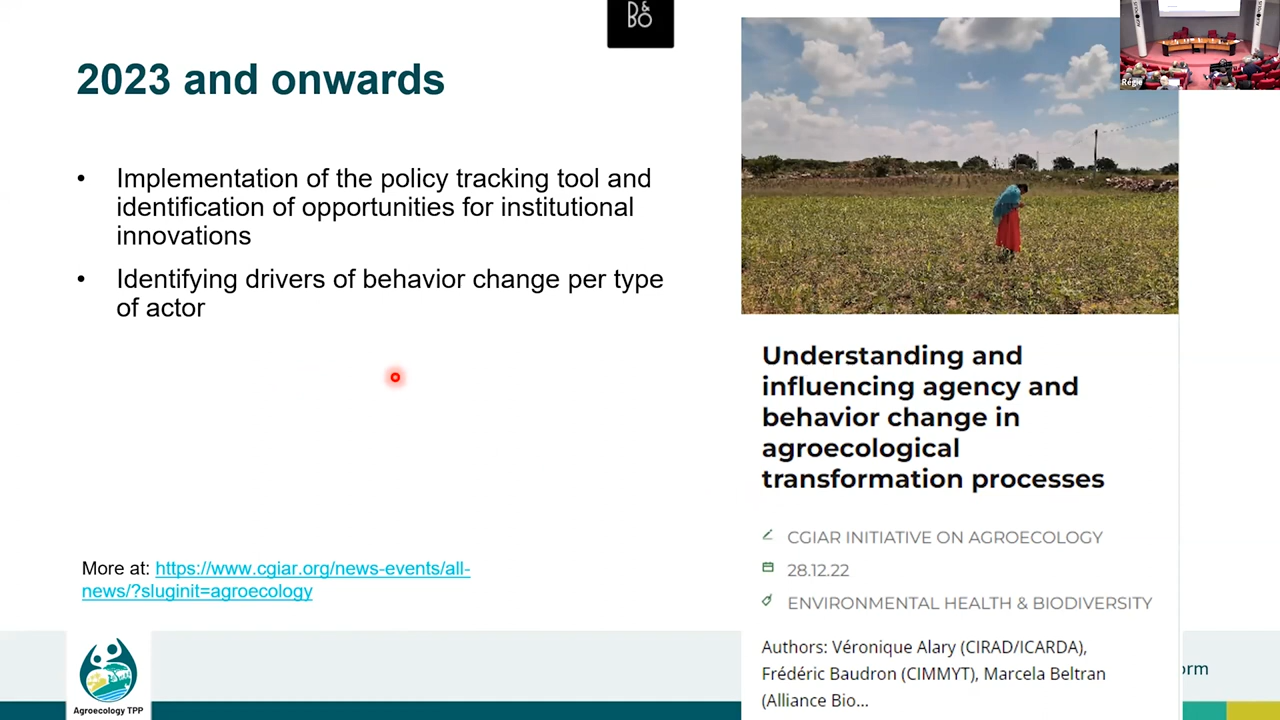 D&
BO
2023 and onwards
• Implementation of the policy tracking tool and
identification of opportunities for institutional
innovations
• Identifying drivers of behavior change per type
of actor
More at: https://www.cgiar.org/news-events/all-
news/?sluginit=agroecology
Agroecology TPP
Régie
Understanding and
influencing agency and
behavior change in
agroecological
transformation processes
CGIAR INITIATIVE ON AGROECOLOGY
28.12.22
ENVIRONMENTAL HEALTH & BIODIVERSITY
Authors: Véronique Alary (CIRAD/ICARDA),
Frédéric Baudron (CIMMYT), Marcela Beltran
(Alliance Bio...
orm